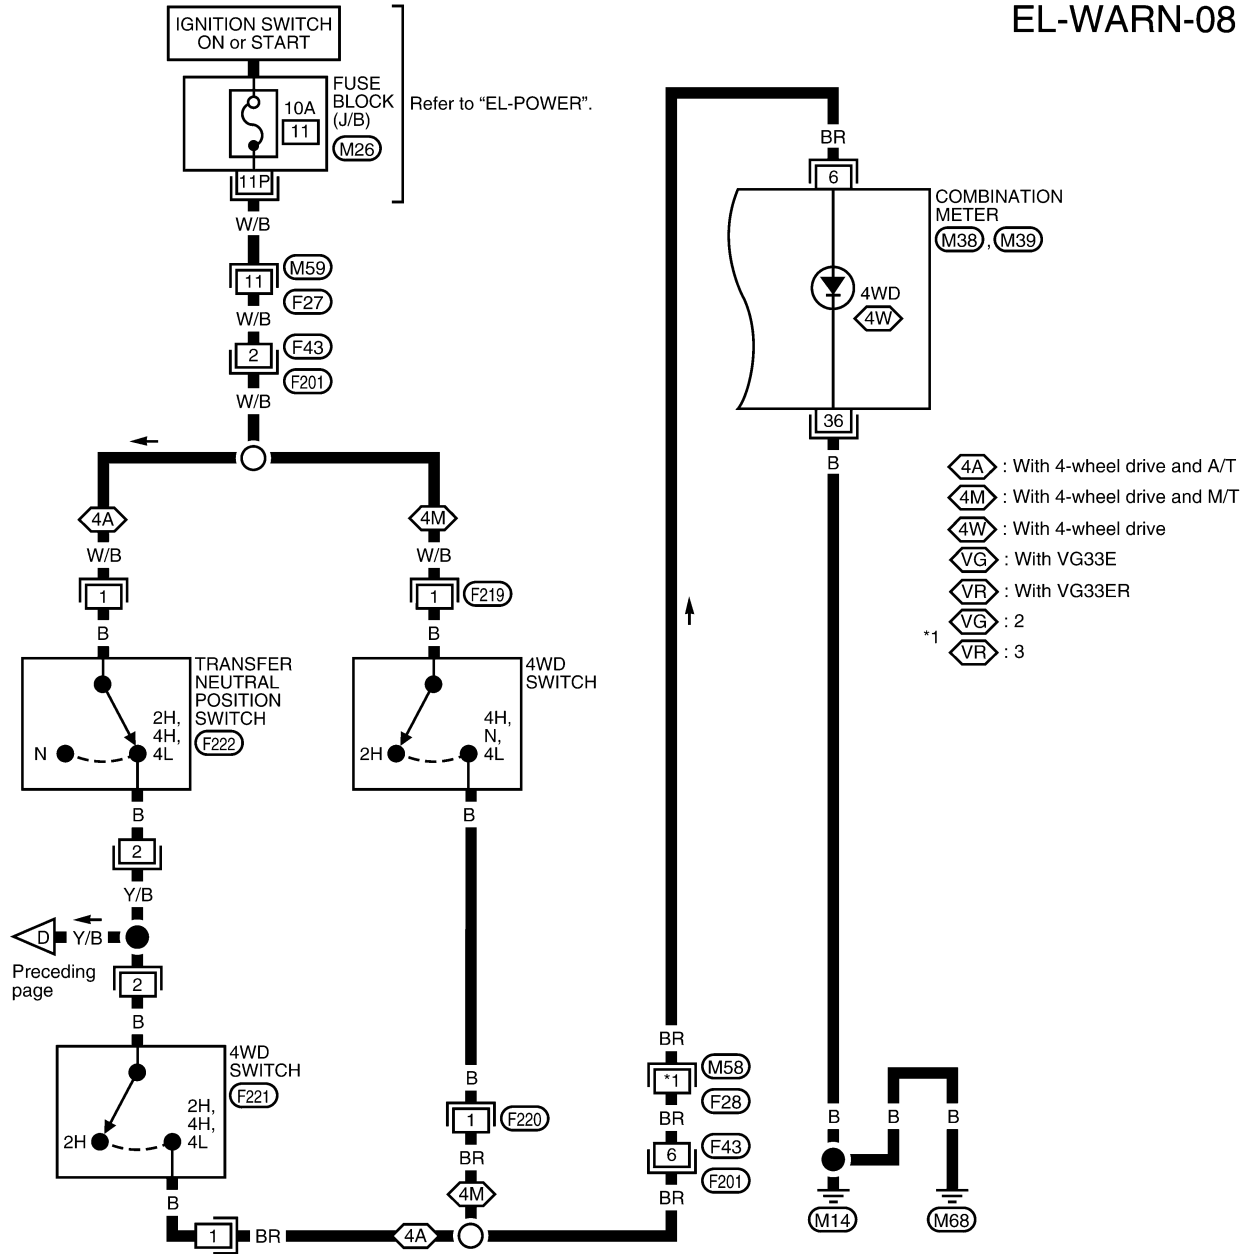 EL-WARN-08
IGNITION SWITCH
ON or START
FUSE
BLOCK
(J/B)
10A
11
M26
Refer to “EL-POWER”.
11P
W/B
11
M59
F27
W/B
2
F43
F201
W/B
4A
4M
W/B
W/B
1
1
F219
B
B
TRANSFER
NEUTRAL
POSITION
SWITCH
F222
2H,
4H,
4L
N
4WD
SWITCH
4H,
N,
4L
2H
B
B
2
Y/B
D
Y/B
Preceding
page
2
B
4WD
SWITCH
F221
2H,
4H,
4L
2H
B
1
BR
4A
B
1
F220
BR
4M
BR
6
COMBINATION
METER
M38 , M39
4WD
4W
36
B
4A : With 4-wheel drive and A/T
4M : With 4-wheel drive and M/T
4W : With 4-wheel drive
VG : With VG33E
VR : With VG33ER
*1
VG : 2
VR : 3
BR
*1
M58
F28
BR
6
F43
F201
BR
B
B
B
M14
M68